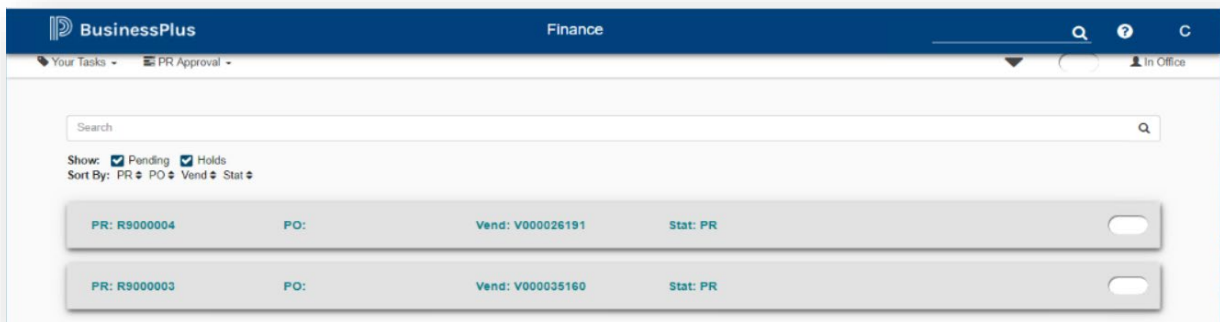 BusinessPlus Finance C
Your Tasks PR Approval In Office
Search
Show: Pending Holds
Sort By: PR PO Vend Stat
PR: R9000004 PO: Vend: V000026191 Stat: PR
PR: R9000003 PO: Vend: V000035160 Stat: PR